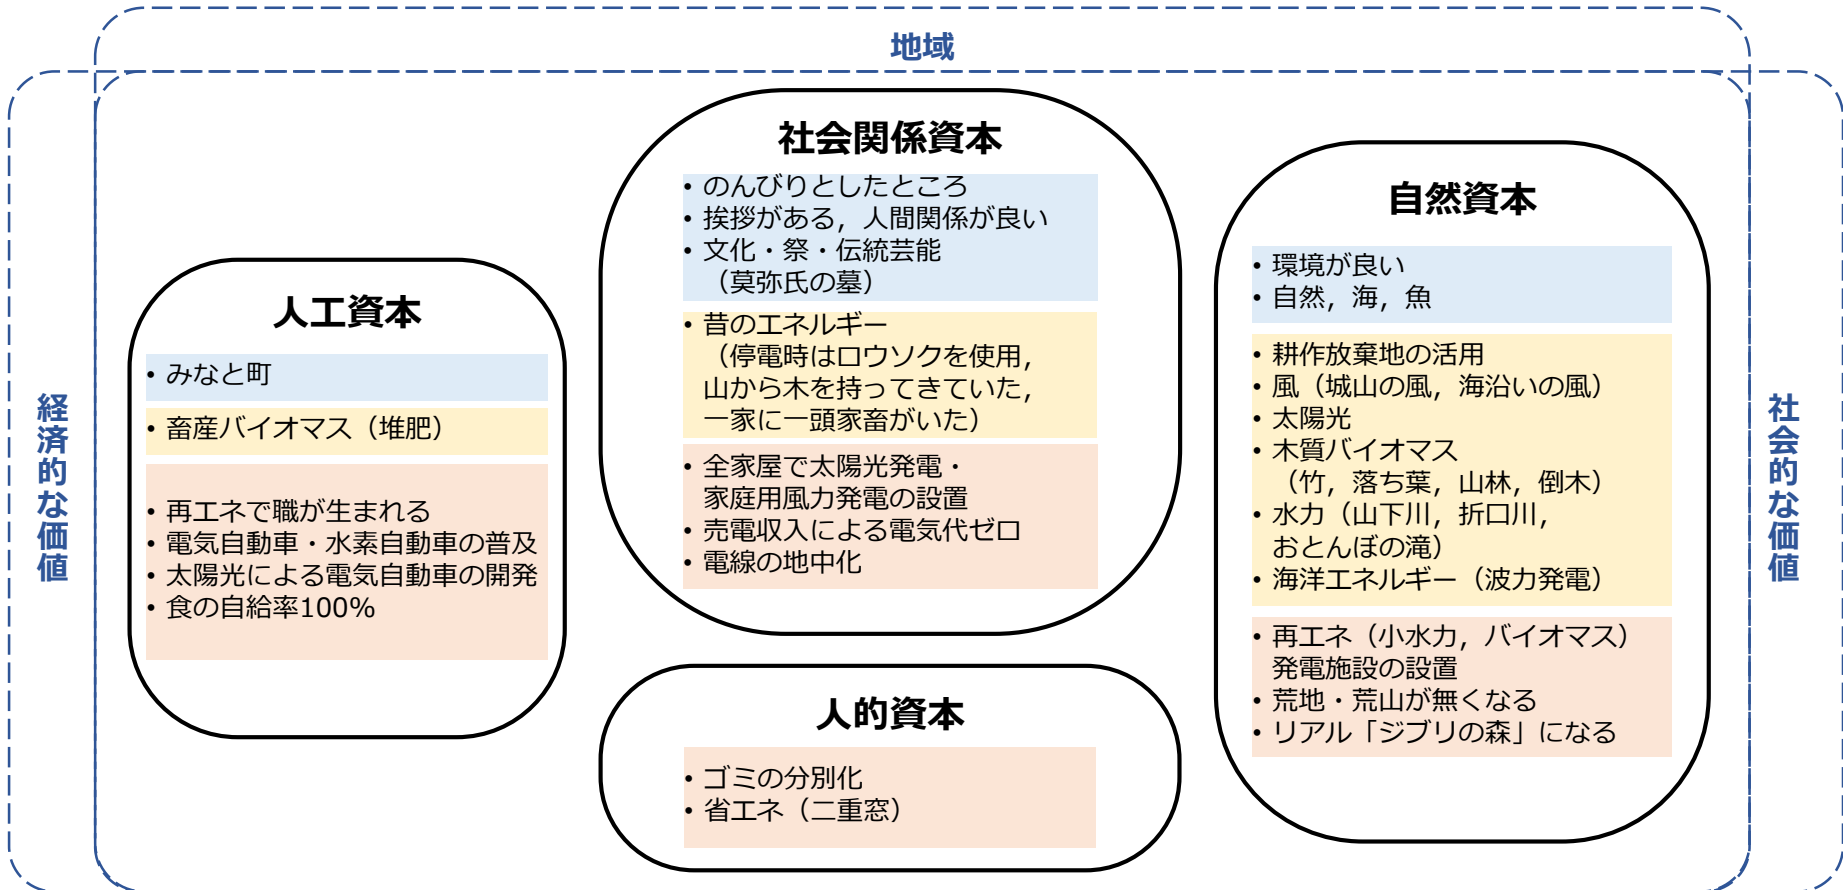 地域
経済的な価値
人工資本
• みなと町
• 畜産バイオマス（堆肥）
• 再エネで職が生まれる
• 電気自動車・水素自動車の普及
• 太陽光による電気自動車の開発
• 食の自給率100%
社会関係資本
• のんびりとしたところ
• 挨拶がある，人間関係が良い
• 文化・祭・伝統芸能
（莫弥氏の墓）
• 昔のエネルギー
（停電時はロウソクを使用，
山から木を持ってきていた，
一家に一頭家畜がいた）
• 全家屋で太陽光発電・
家庭用風力発電の設置
• 売電収入による電気代ゼロ
• 電線の地中化
人的資本
• ゴミの分別化
• 省エネ（二重窓）
自然資本
• 環境が良い
• 自然，海，魚
• 耕作放棄地の活用
• 風（城山の風，海沿いの風）
• 太陽光
• 木質バイオマス
（竹，落ち葉，山林，倒木）
• 水力（山下川，折口川，
おとんぼの滝）
• 海洋エネルギー（波力発電）
• 再エネ（小水力，バイオマス）
発電施設の設置
• 荒地・荒山が無くなる
• リアル「ジブリの森」になる
社会的な価値